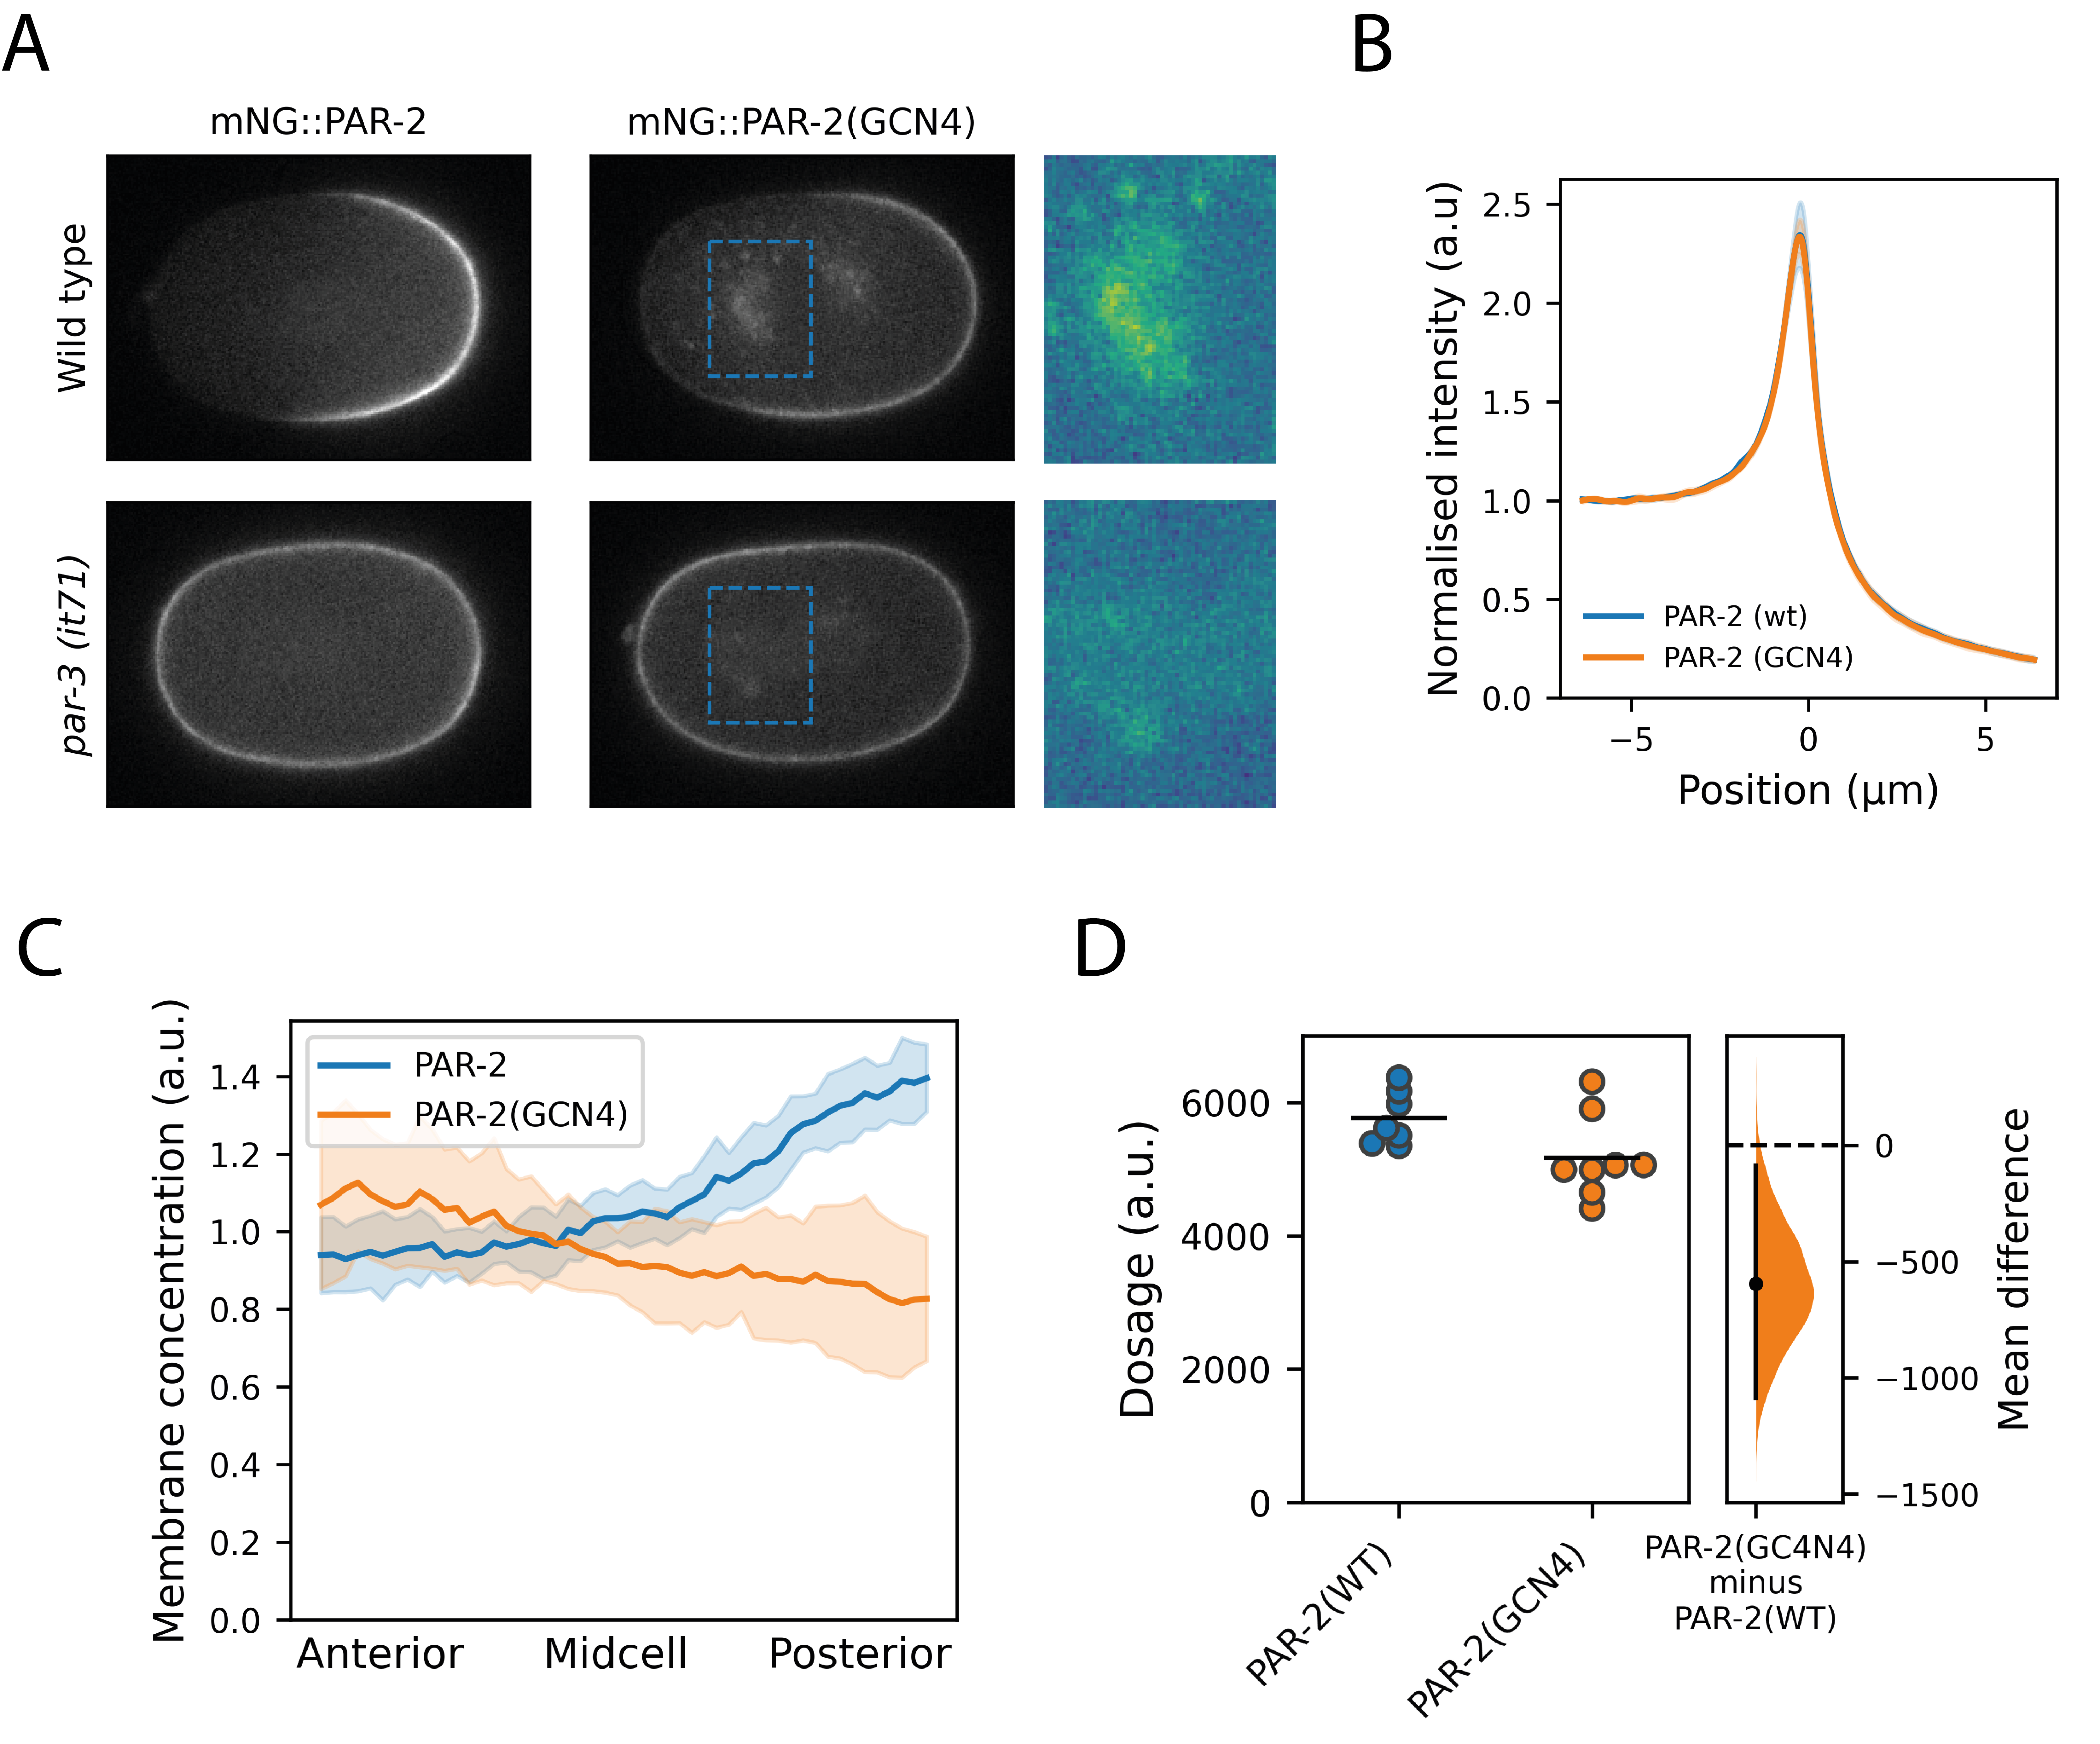 A
mNG::PAR-2
mNG::PAR-2(GCN4)
Wild type
par-3 (it71)
B
Normalised intensity (a.u)
2.5
2.0
1.5
1.0
0.5
0.0
PAR-2 (wt)
PAR-2 (GCN4)
−5
0
5
Position (μm)
C
Membrane concentration (a.u.)
1.4
1.2
1.0
0.8
0.6
0.4
0.2
0.0
PAR-2
PAR-2(GCN4)
Anterior
Midcell
Posterior
D
Dosage (a.u.)
6000
4000
2000
0
PAR-2(WT)
PAR-2(GCN4)
0
−500
−1000
−1500
Mean difference
PAR-2(GC4N4)
minus
PAR-2(WT)